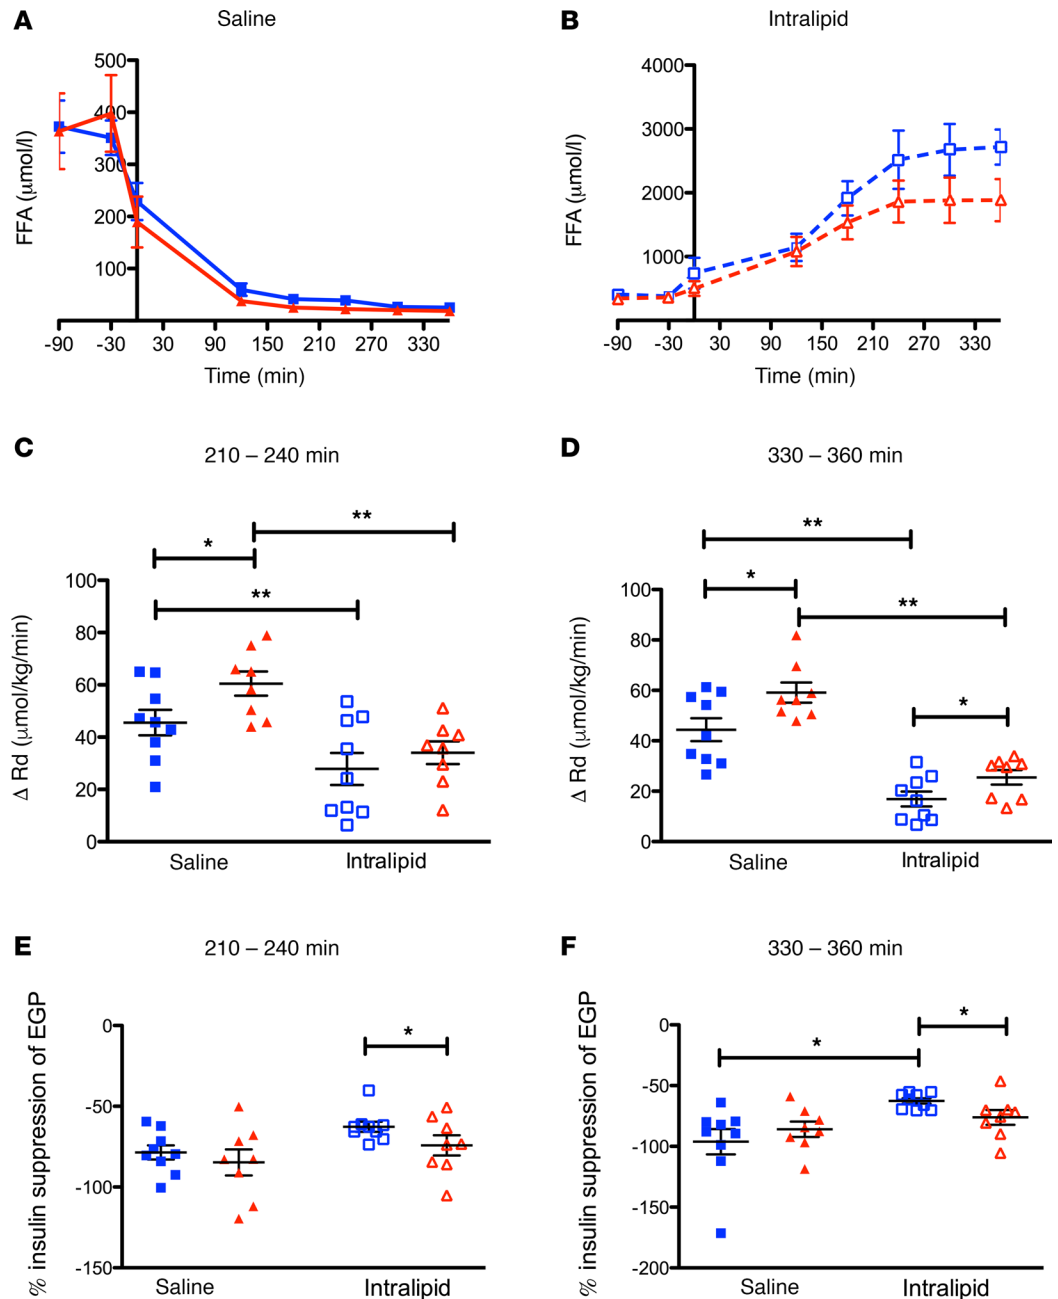 A
Saline
500
400
300
200
100
FFA (μmol/l)
-90 -30 30 90 150 210 270 330
Time (min)
B
Intralipid
4000
3000
2000
1000
FFA (μmol/l)
-90 -30 30 90 150 210 270 330
Time (min)
C
210 – 240 min
**
*
**
100
80
60
40
20
0
Δ Rd (μmol/kg/min)
Saline Intralipid
D
330 – 360 min
**
*
**
*
100
80
60
40
20
0
Δ Rd (μmol/kg/min)
Saline Intralipid
E
210 – 240 min
*
0
-50
-100
-150
% insulin suppression of EGP
Saline Intralipid
F
330 – 360 min
*
*
0
-50
-100
-150
-200
% insulin suppression of EGP
Saline Intralipid